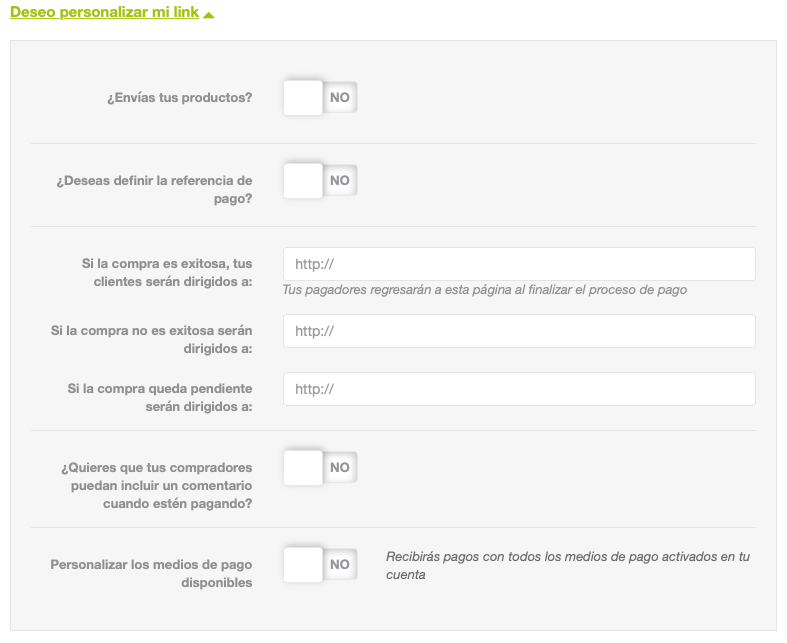 Deseo personalizar mi link
¿Envías tus productos?
NO
¿Deseas definir la referencia de
pago?
NO
Si la compra es exitosa, tus
clientes serán dirigidos a:
http://
Tus pagadores regresarán a esta página al finalizar el proceso de pago
Si la compra no es exitosa serán
dirigidos a:
http://
Si la compra queda pendiente
serán dirigidos a:
http://
¿Quieres que tus compradores
puedan incluir un comentario
cuando estén pagando?
NO
Personalizar los medios de pago
disponibles
NO
Recibirás pagos con todos los medios de pago activados en tu
cuenta